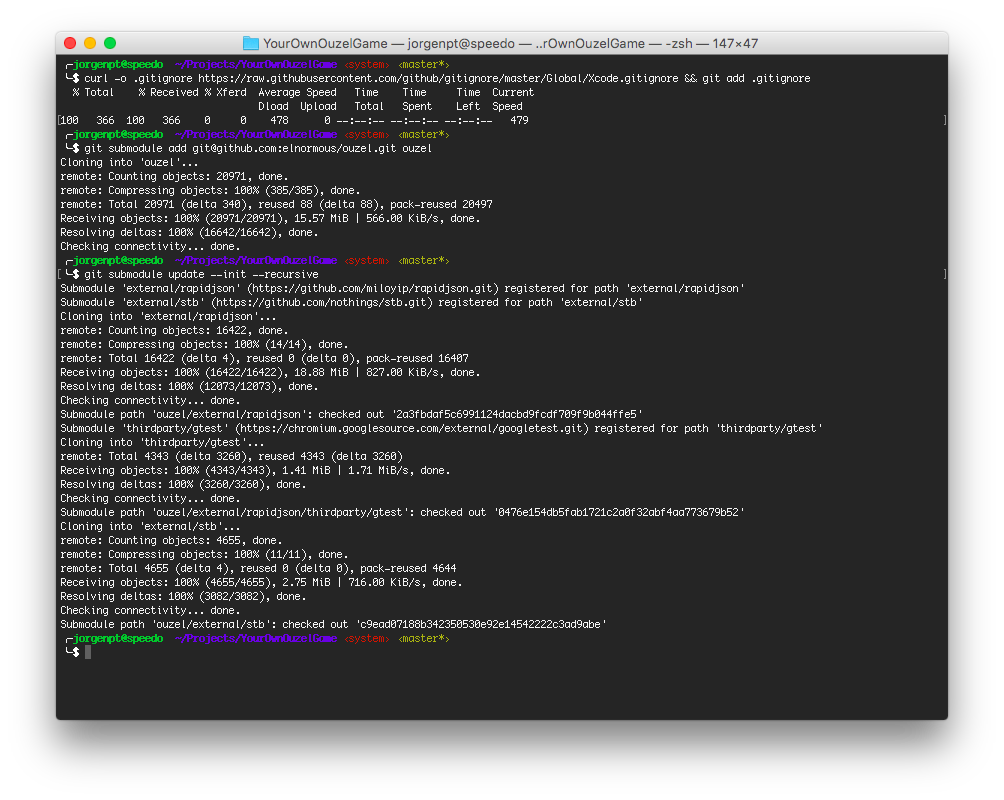 YourOwnOuzelGame — jorgenpt@speedo — ..rOwnOuzelGame — -zsh — 147×47
╭─jorgenpt@speedo ~/Projects/YourOwnOuzelGame ‹system› ‹master*›
╰─$ curl -o .gitignore https://raw.githubusercontent.com/github/gitignore/master/Global/Xcode.gitignore && git add .gitignore
% Total % Received % Xferd Average Speed Time Time Time Current
Dload Upload Total Spent Left Speed
[100 366 100 366 0 0 478 0 --:--:-- --:--:-- --:--:-- 479 ]
╭─jorgenpt@speedo ~/Projects/YourOwnOuzelGame ‹system› ‹master*›
╰─$ git submodule add git@github.com:elnormous/ouzel.git ouzel
Cloning into 'ouzel'...
remote: Counting objects: 20971, done.
remote: Compressing objects: 100% (385/385), done.
remote: Total 20971 (delta 340), reused 88 (delta 88), pack-reused 20497
Receiving objects: 100% (20971/20971), 15.57 MiB | 566.00 KiB/s, done.
Resolving deltas: 100% (16642/16642), done.
Checking connectivity... done.
╭─jorgenpt@speedo ~/Projects/YourOwnOuzelGame ‹system› ‹master*›
[╰─$ git submodule update --init --recursive ]
Submodule 'external/rapidjson' (https://github.com/miloyip/rapidjson.git) registered for path 'external/rapidjson'
Submodule 'external/stb' (https://github.com/nothings/stb.git) registered for path 'external/stb'
Cloning into 'external/rapidjson'...
remote: Counting objects: 16422, done.
remote: Compressing objects: 100% (14/14), done.
remote: Total 16422 (delta 4), reused 0 (delta 0), pack-reused 16407
Receiving objects: 100% (16422/16422), 18.88 MiB | 827.00 KiB/s, done.
Resolving deltas: 100% (12073/12073), done.
Checking connectivity... done.
Submodule path 'ouzel/external/rapidjson': checked out '2a3fbdaf5c6991124dacbd9fcdf709f9b044ffe5'
Submodule 'thirdparty/gtest' (https://chromium.googlesource.com/external/googletest.git) registered for path 'thirdparty/gtest'
Cloning into 'thirdparty/gtest'...
remote: Total 4343 (delta 3260), reused 4343 (delta 3260)
Receiving objects: 100% (4343/4343), 1.41 MiB | 1.71 MiB/s, done.
Resolving deltas: 100% (3260/3260), done.
Checking connectivity... done.
Submodule path 'ouzel/external/rapidjson/thirdparty/gtest': checked out '0476e154db5fab1721c2a0f32abf4aa773679b52'
Cloning into 'external/stb'...
remote: Counting objects: 4655, done.
remote: Compressing objects: 100% (11/11), done.
remote: Total 4655 (delta 4), reused 0 (delta 0), pack-reused 4644
Receiving objects: 100% (4655/4655), 2.75 MiB | 716.00 KiB/s, done.
Resolving deltas: 100% (3082/3082), done.
Checking connectivity... done.
Submodule path 'ouzel/external/stb': checked out 'c9ead07188b342350530e92e14542222c3ad9abe'
╭─jorgenpt@speedo ~/Projects/YourOwnOuzelGame ‹system› ‹master*›
╰─$